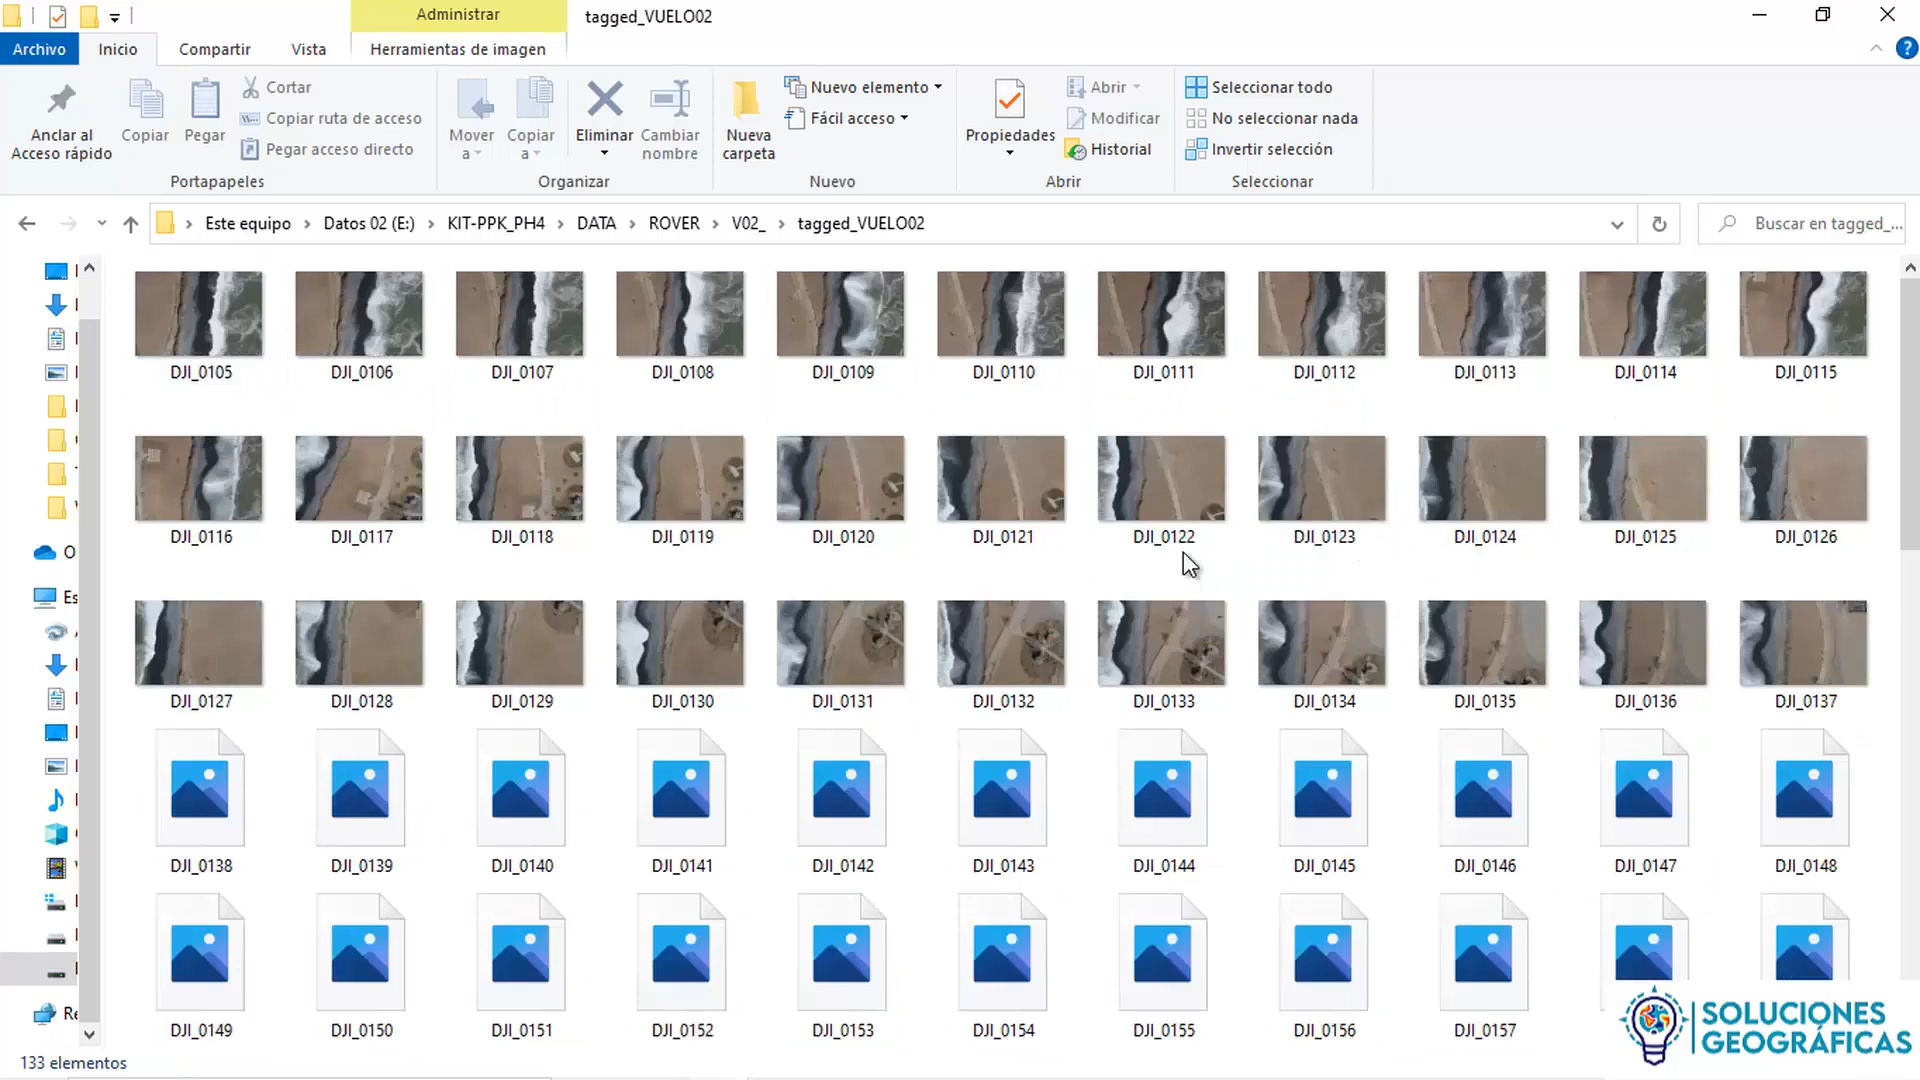 Administrar
tagged_VUELO02
Archivo
Inicio
Compartir
Vista
Herramientas de imagen
Anclar al
Acceso rápido
Copiar
Pegar
Cortar
Copiar ruta de acceso
Pegar acceso directo
Portapapeles
Mover
a
Copiar
a
Eliminar
Cambiar
nombre
Organizar
Nueva
carpeta
Nuevo elemento
Fácil acceso
Nuevo
Propiedades
Abrir
Modificar
Historial
Abrir
Seleccionar todo
No seleccionar nada
Invertir selección
Seleccionar
Este equipo > Datos 02 (E:) > KIT-PPK_PH4 > DATA > ROVER > V02_ > tagged_VUELO02
Buscar en tagged_...
DJI_0105 DJI_0106 DJI_0107 DJI_0108 DJI_0109 DJI_0110 DJI_0111 DJI_0112 DJI_0113 DJI_0114 DJI_0115
DJI_0116 DJI_0117 DJI_0118 DJI_0119 DJI_0120 DJI_0121 DJI_0122 DJI_0123 DJI_0124 DJI_0125 DJI_0126
DJI_0127 DJI_0128 DJI_0129 DJI_0130 DJI_0131 DJI_0132 DJI_0133 DJI_0134 DJI_0135 DJI_0136 DJI_0137
DJI_0138 DJI_0139 DJI_0140 DJI_0141 DJI_0142 DJI_0143 DJI_0144 DJI_0145 DJI_0146 DJI_0147 DJI_0148
DJI_0149 DJI_0150 DJI_0151 DJI_0152 DJI_0153 DJI_0154 DJI_0155 DJI_0156 DJI_0157
SOLUCIONES
GEOGRÁFICAS
133 elementos